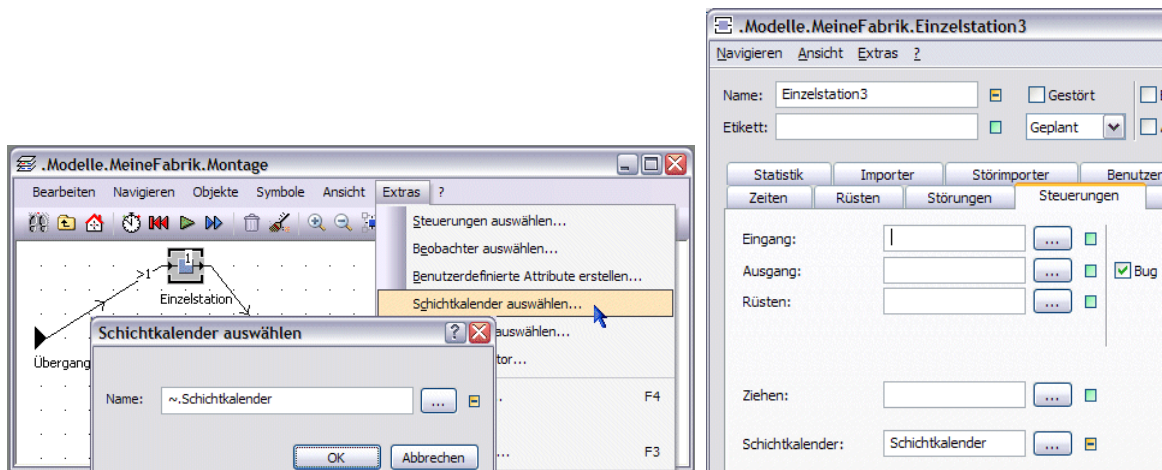 .Modelle.MeineFabrik.Montage
Bearbeiten Navigieren Objekte Symbole Ansicht Extras ?
Steuerungen auswählen...
Beobachter auswählen...
Benutzerdefinierte Attribute erstellen...
Schichtkalender auswählen...
auswählen...
tor...
F4
... F3
>1
1
Einzelstation
Übergang
Schichtkalender auswählen
?
Name: ~.Schichtkalender ...
OK Abbrechen
.Modelle.MeineFabrik.Einzelstation3
Navigieren Ansicht Extras ?
Name: Einzelstation3 Gestört
Etikett: Geplant
Statistik Importer Störimporter Benutzer
Zeiten Rüsten Störungen Steuerungen
Eingang: ...
Ausgang: ... Bug
Rüsten: ...
Ziehen: ...
Schichtkalender: Schichtkalender ...